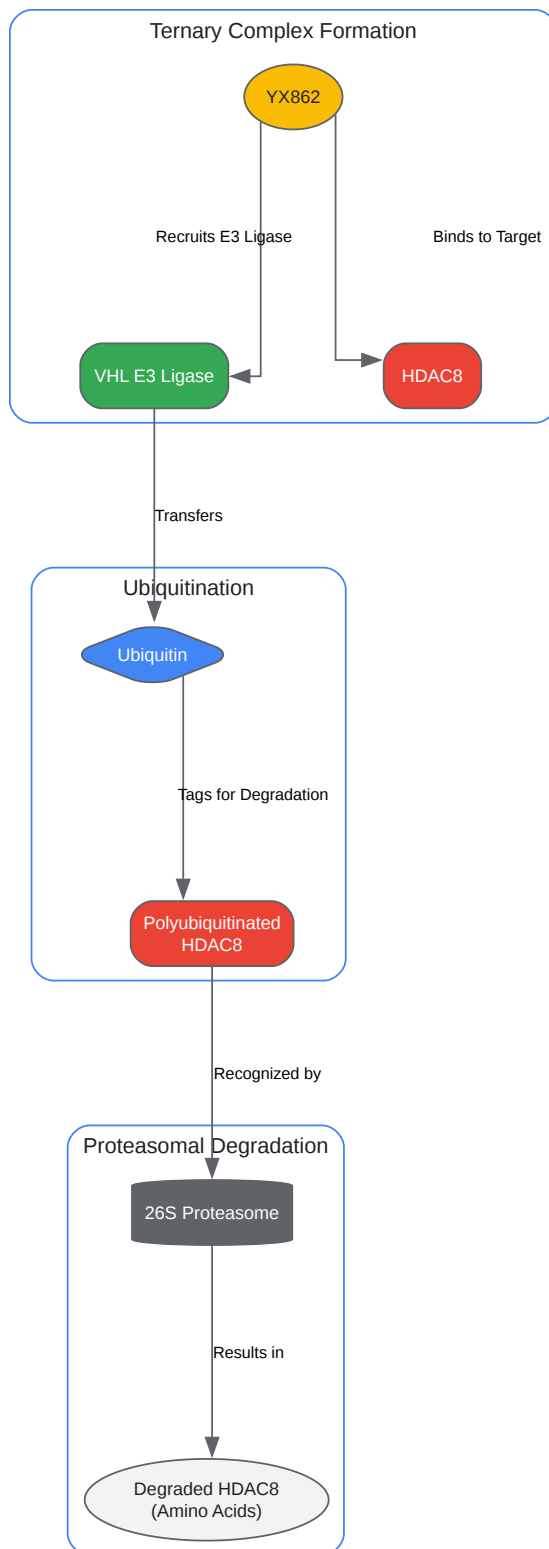 Ternary Complex Formation
YX862
Recruits E3 Ligase
Binds to Target
VHL E3 Ligase
HDAC8
Transfers
Ubiquitination
Ubiquitin
Tags for Degradation
Polyubiquitinated
HDAC8
Recognized by
Proteasomal Degradation
26S Proteasome
Results in
Degraded HDAC8
(Amino Acids)